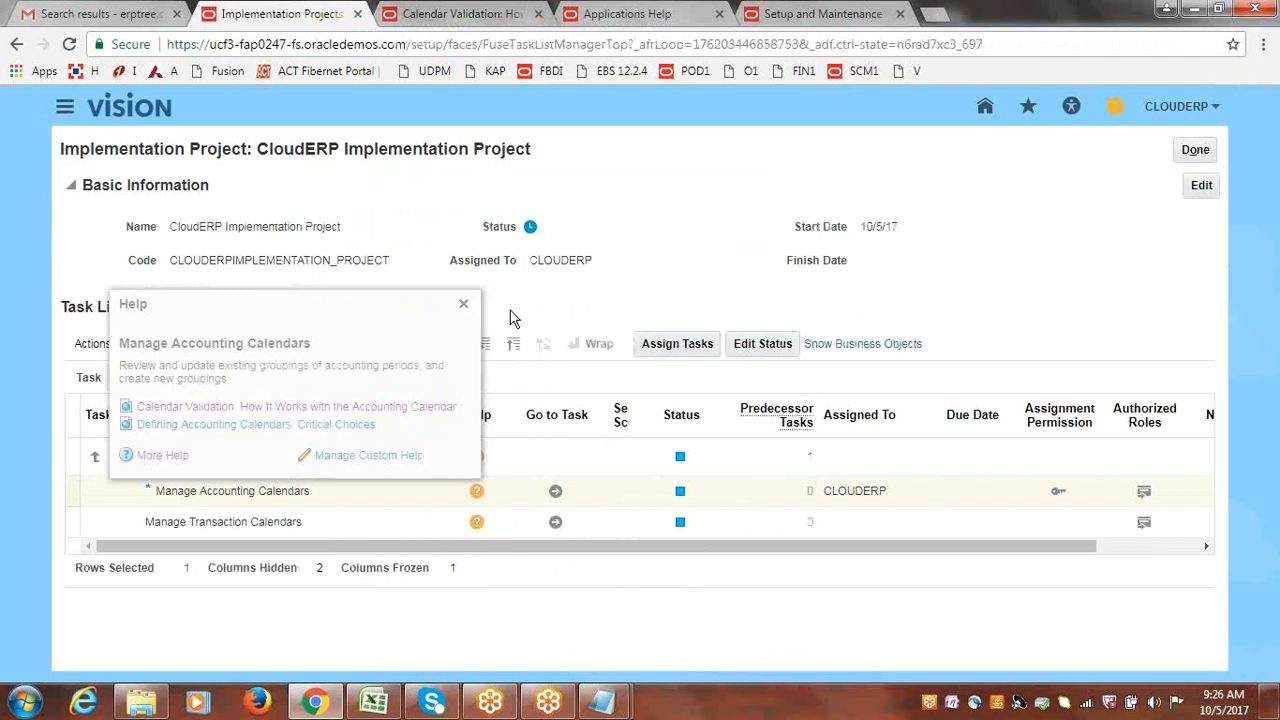 Search results - erptree.c
Implementation Projects
Calendar Validation: Hov
Applications Help
Setup and Maintenance
Secure https://ucf3-fap0247-fs.oracledemos.com/setup/faces/FuseTaskListManagerTop?_afrLoop=1762034468587536&_adf.ctrl-state=n6rad7xc3_697
Apps H I A Fusion ACT Fibernet Portal UDPM KAP FBDI EBS 12.2.4 POD1 O1 FIN1 SCM1 V
VISION
CLOUDERP
Implementation Project: CloudERP Implementation Project
Done
Basic Information
Edit
Name CloudERP Implementation Project Status Start Date 10/5/17
Code CLOUDERPIMPLEMENTATION_PROJECT Assigned To CLOUDERP Finish Date
Task Li
Help
Manage Accounting Calendars
Review and update existing groupings of accounting periods, and
create new groupings
Calendar Validation How It Works with the Accounting Calendar
Defining Accounting Calendars Critical Choices
More Help Manage Custom Help
Actions Wrap Assign Tasks Edit Status Show Business Objects
Task
Task Go to Task Se Sc Status Predecessor Tasks Assigned To Due Date Assignment Permission Authorized Roles N
1
* Manage Accounting Calendars 0 CLOUDERP
Manage Transaction Calendars
Rows Selected 1 Columns Hidden 2 Columns Frozen 1
9:26 AM
10/5/2017